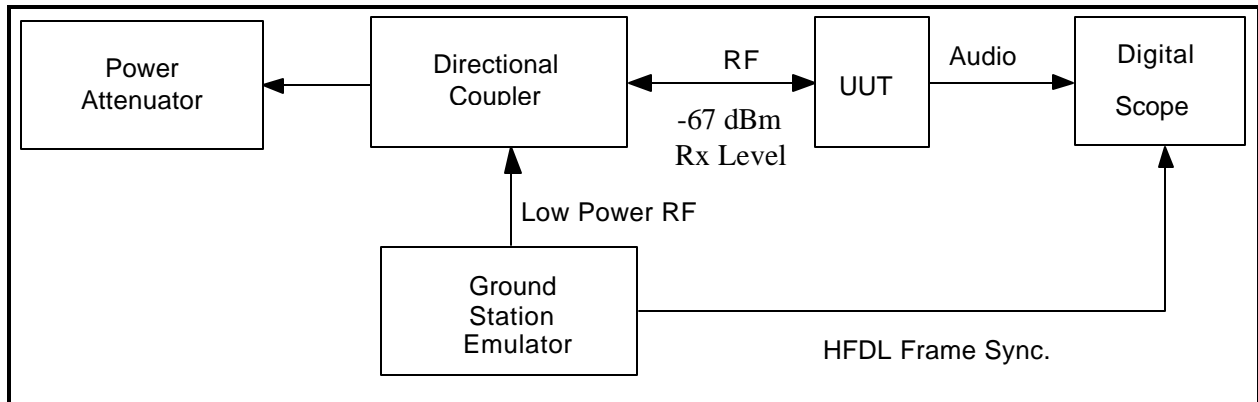 Power
Attenuator
Directional
Coupler
RF
-67 dBm
Rx Level
UUT
Audio
Digital
Scope
Low Power RF
Ground
Station
Emulator
HFDL Frame Sync.